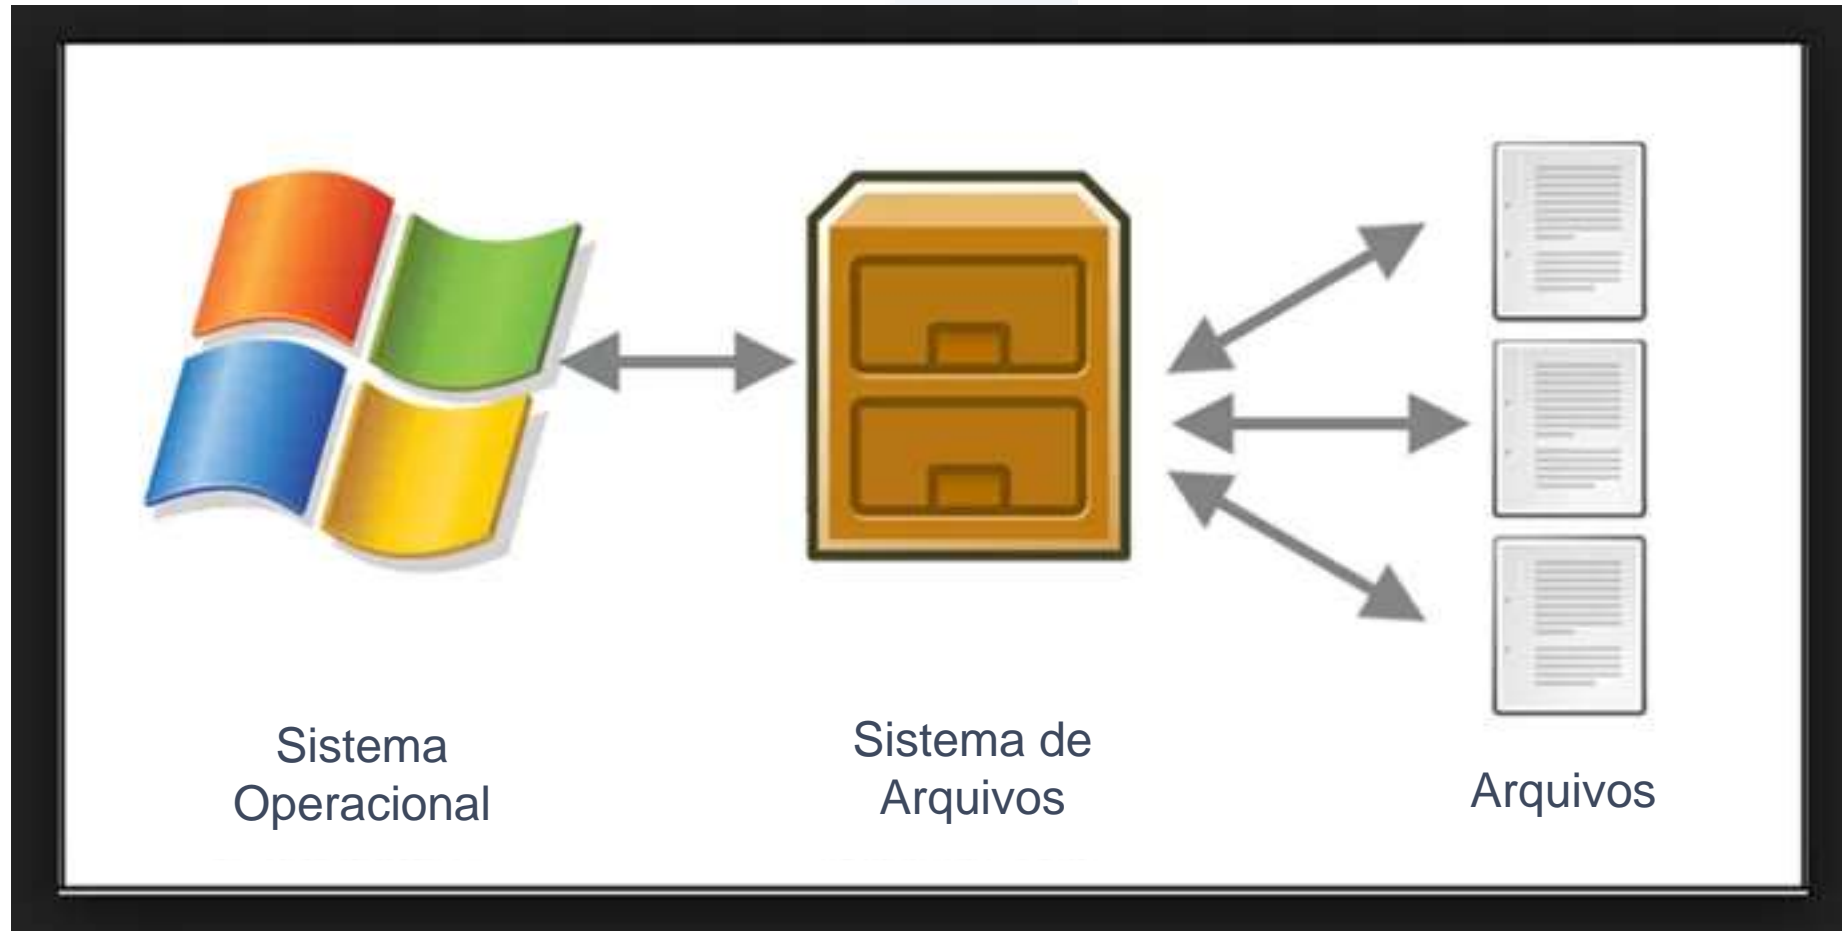 Sistema
Operacional
Sistema de
Arquivos
Arquivos